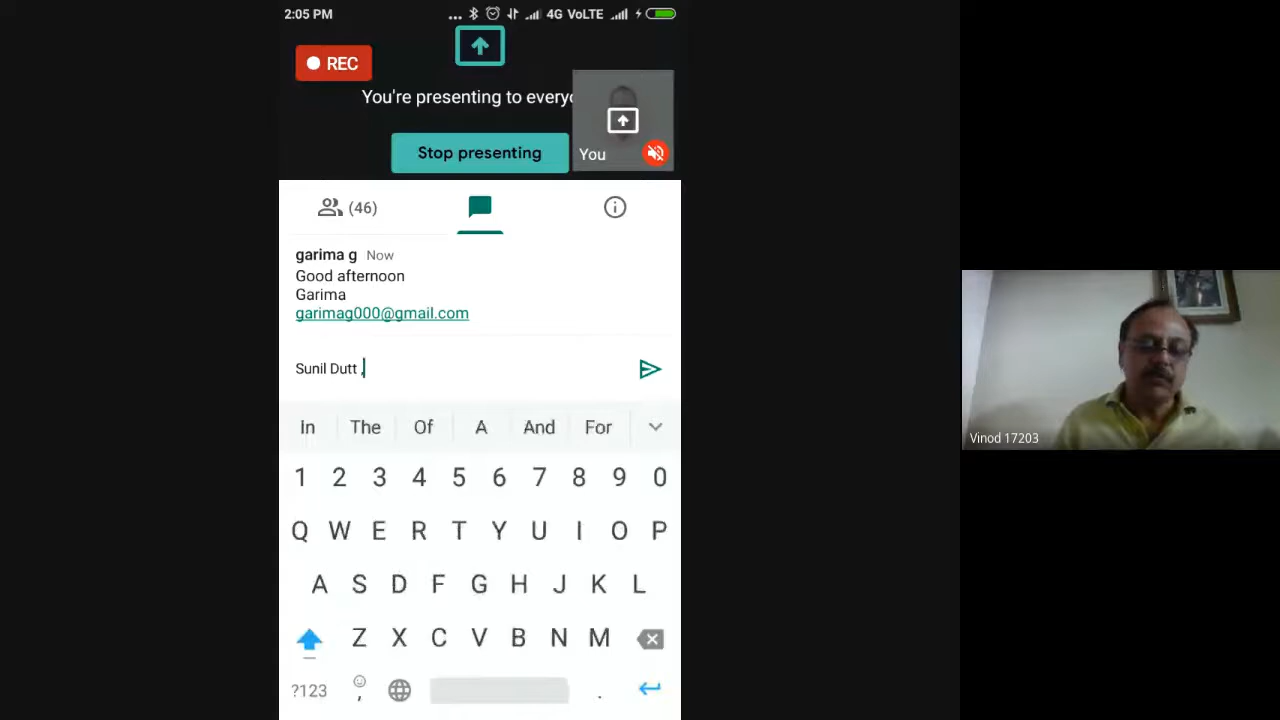 2:05 PM
... 4G VoLTE
REC
You're presenting to everyo
Stop presenting
You
(46)
garima g Now
Good afternoon
Garima
garimag000@gmail.com
Sunil Dutt ,
In The Of A And For
1 2 3 4 5 6 7 8 9 0
Q W E R T Y U I O P
A S D F G H J K L
Z X C V B N M
?123 , .
Vinod 17203